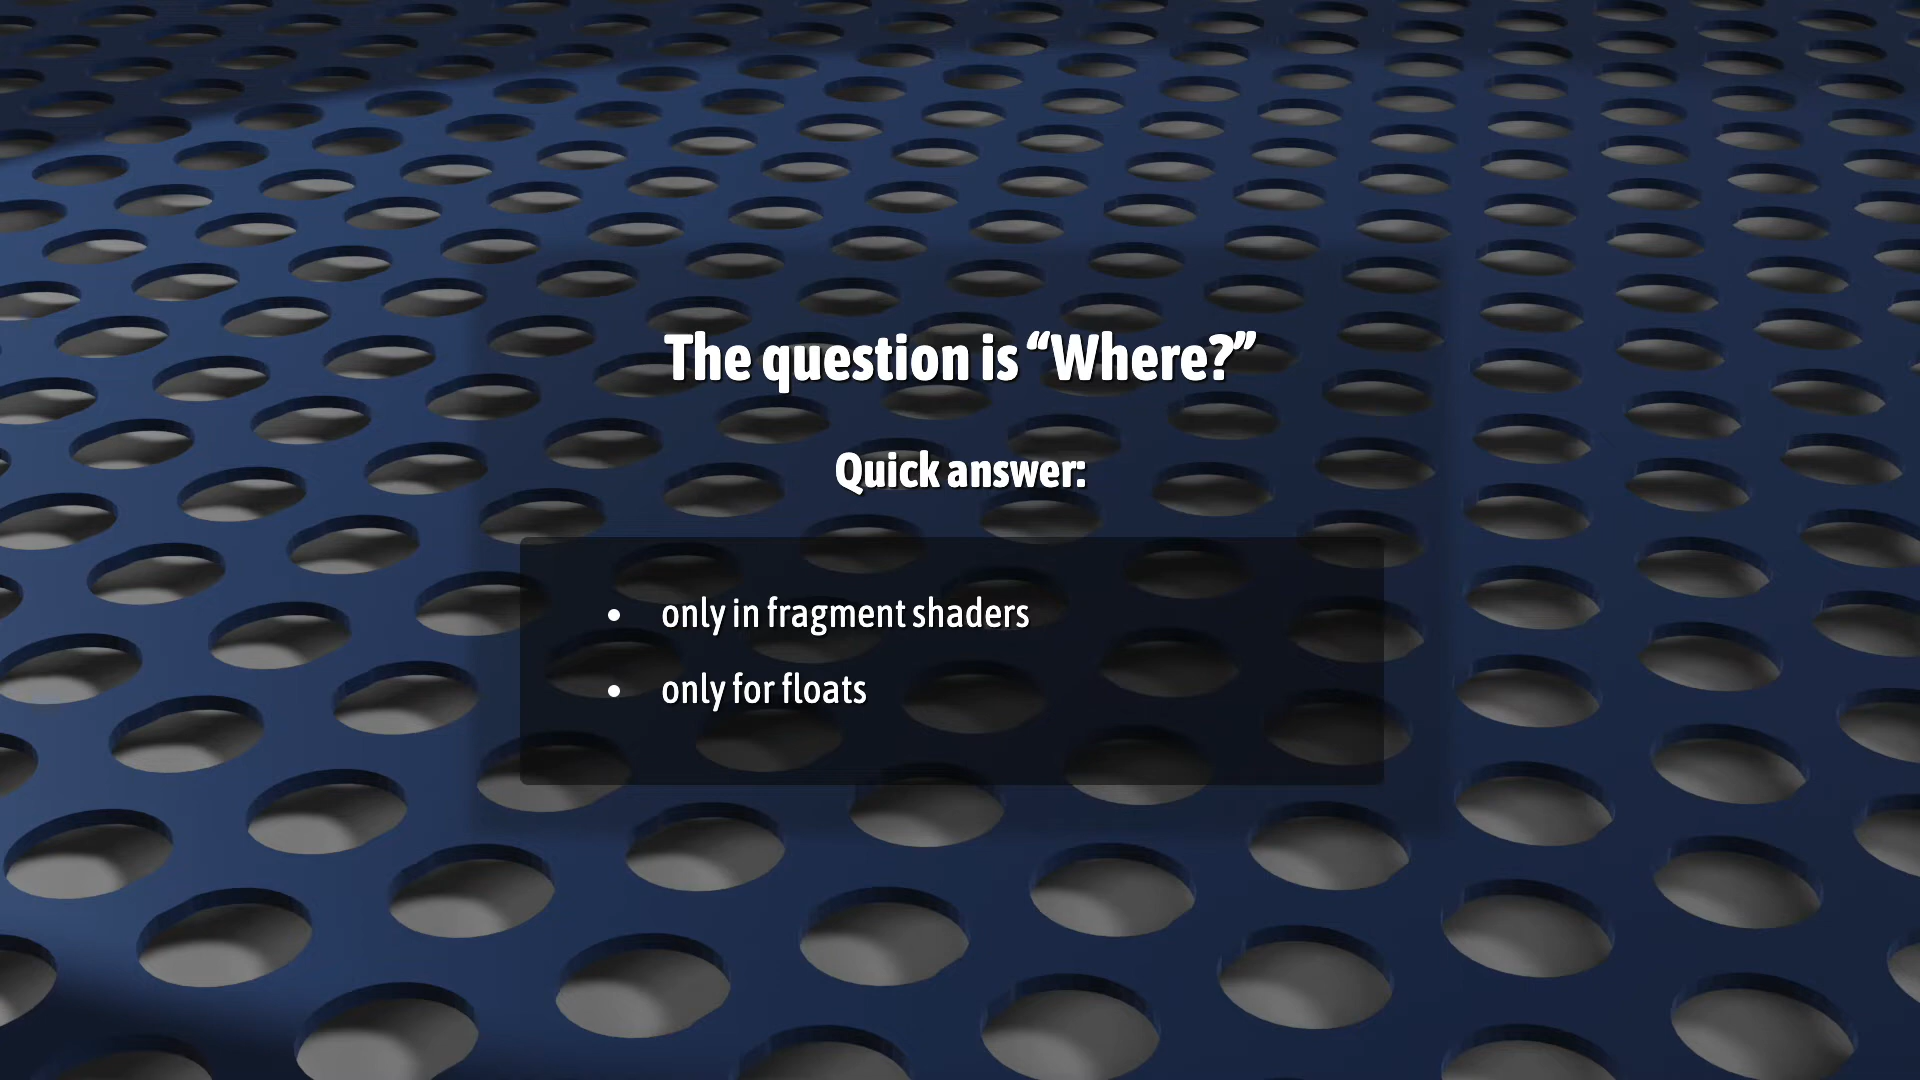 The question is “Where?”
Quick answer:
• only in fragment shaders
• only for floats